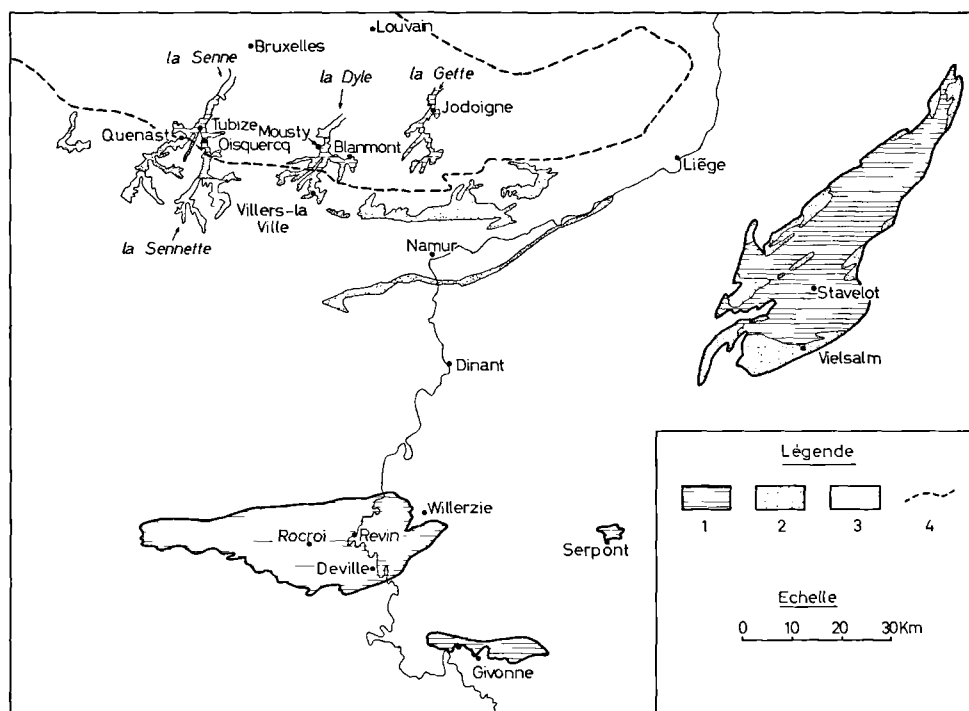 Louvain
Bruxelles
la Senne
la Dyle
la Gette
Jodoigne
Tubize
Quenast
Mousty
Oisquercq
Blanmont
Liëge
Villers-la
Ville
la Sennette
Namur
Stavelot
Vielsalm
Dinant
Légende
1 2 3 4
Willerzie
Rocroi
Revin
Serpont
Deville
Echelle
0 10 20 30Km
Givonne